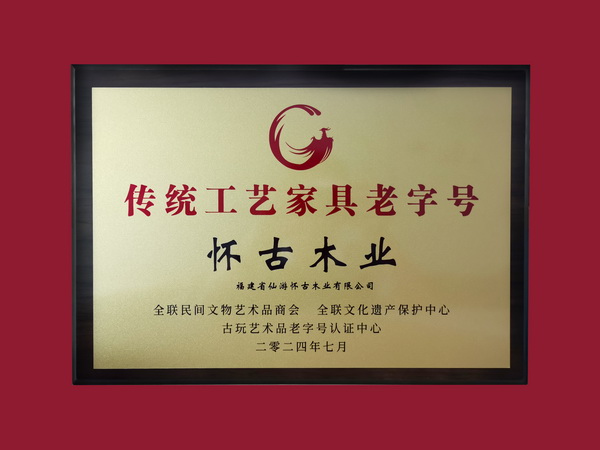 传统工艺家具老字号
怀古木业
福建省仙游怀古木业有限公司
全联民间文物艺术品商会 全联文化遗产保护中心
古玩艺术品老字号认证中心
二零二四年七月